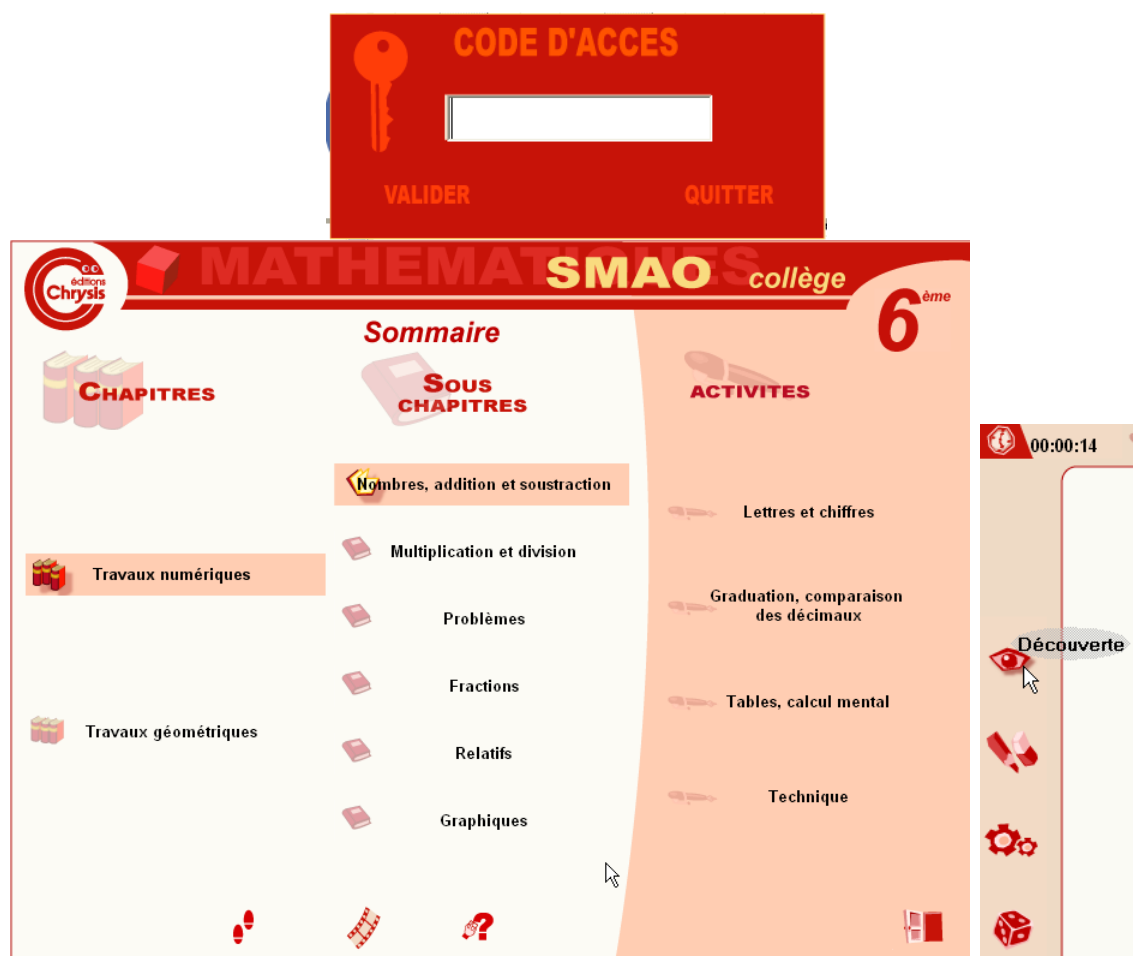 CODE D'ACCES
VALIDER
QUITTER
éditions
Chrysis
MATHEMATIQUES
SMAO collège
6ème
Sommaire
CHAPITRES
SOUS
CHAPITRES
ACTIVITES
Travaux numériques
Travaux géométriques
Nombres, addition et soustraction
Multiplication et division
Problèmes
Fractions
Relatifs
Graphiques
Lettres et chiffres
Graduation, comparaison
des décimaux
Tables, calcul mental
Technique
00:00:14
Découverte